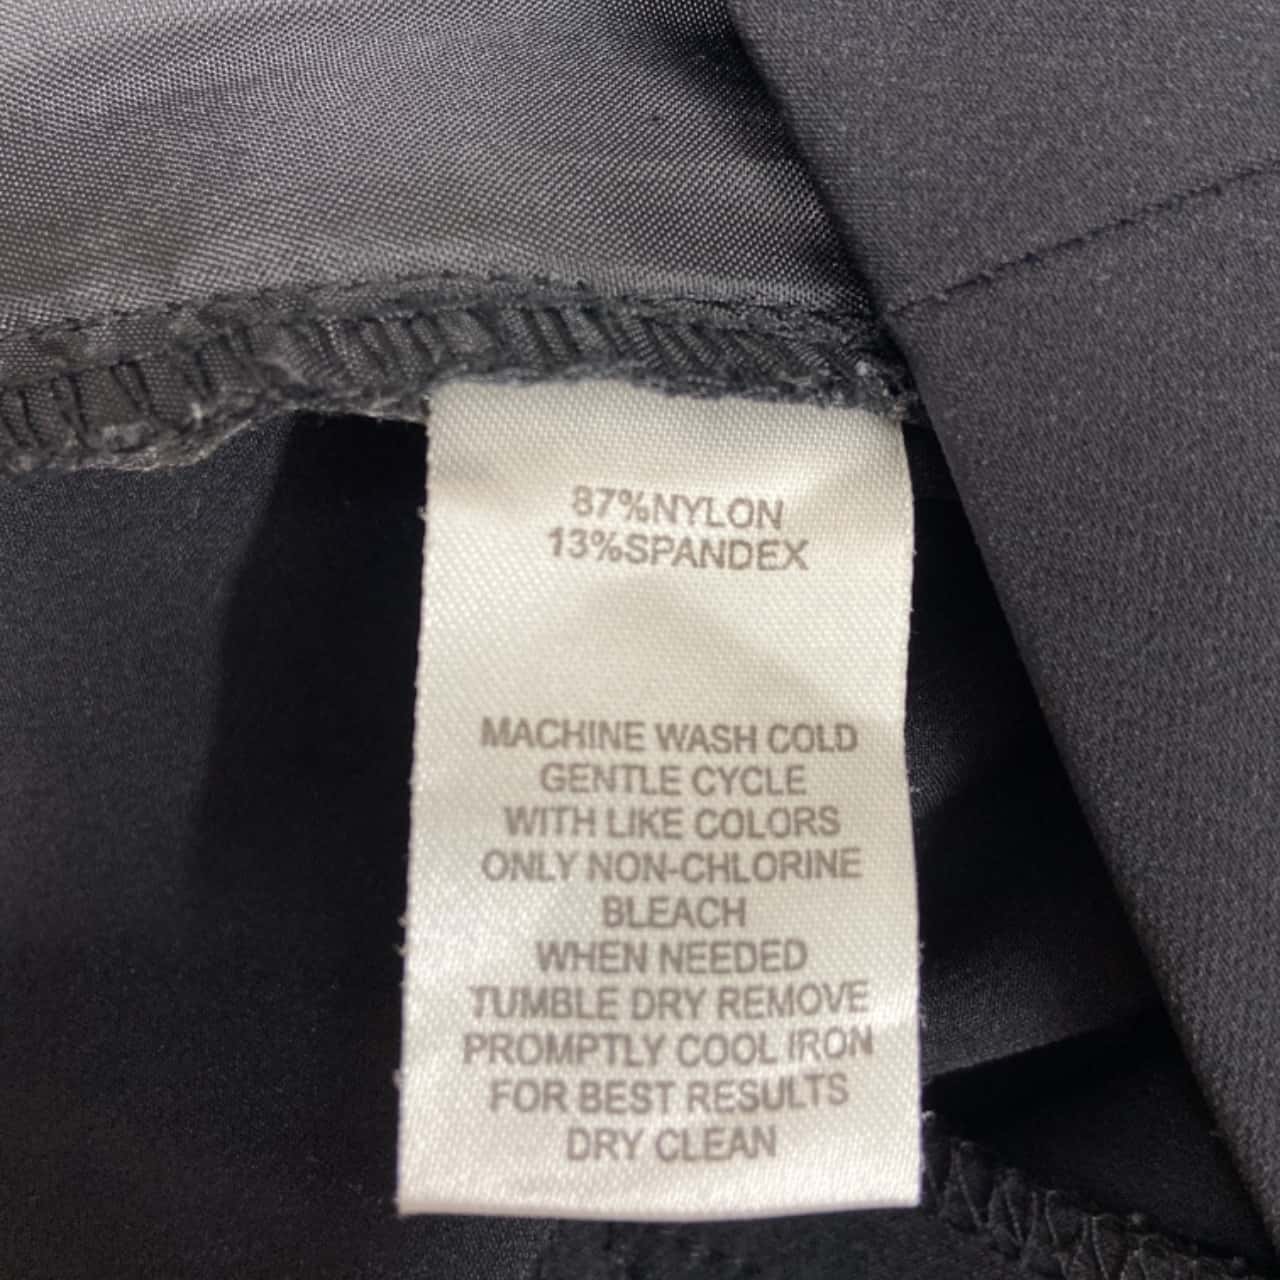 87%NYLON
13%SPANDEX
MACHINE WASH COLD
GENTLE CYCLE
WITH LIKE COLORS
ONLY NON-CHLORINE
BLEACH
WHEN NEEDED
TUMBLE DRY REMOVE
PROMPTLY COOL IRON
FOR BEST RESULTS
DRY CLEAN